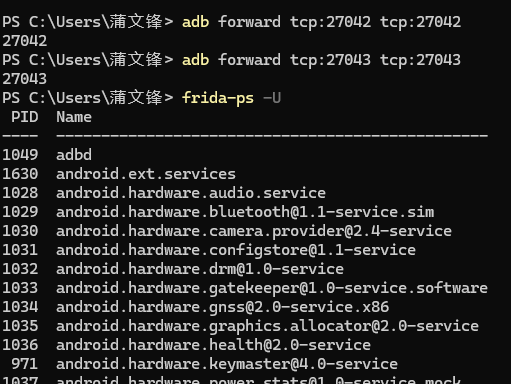 PS C:\Users\蒲文锋> adb forward tcp:27042 tcp:27042
27042
PS C:\Users\蒲文锋> adb forward tcp:27043 tcp:27043
27043
PS C:\Users\蒲文锋> frida-ps -U
PID  Name
----  ------------------------------------------------
1049  adbd
1630  android.ext.services
1028  android.hardware.audio.service
1029  android.hardware.bluetooth@1.1-service.sim
1030  android.hardware.camera.provider@2.4-service
1031  android.hardware.configstore@1.1-service
1032  android.hardware.drm@1.0-service
1033  android.hardware.gatekeeper@1.0-service.software
1034  android.hardware.gnss@2.0-service.x86
1035  android.hardware.graphics.allocator@2.0-service
1036  android.hardware.health@2.0-service
971  android.hardware.keymaster@4.0-service
1037  android.hardware.power.stats@1.0-service.mock